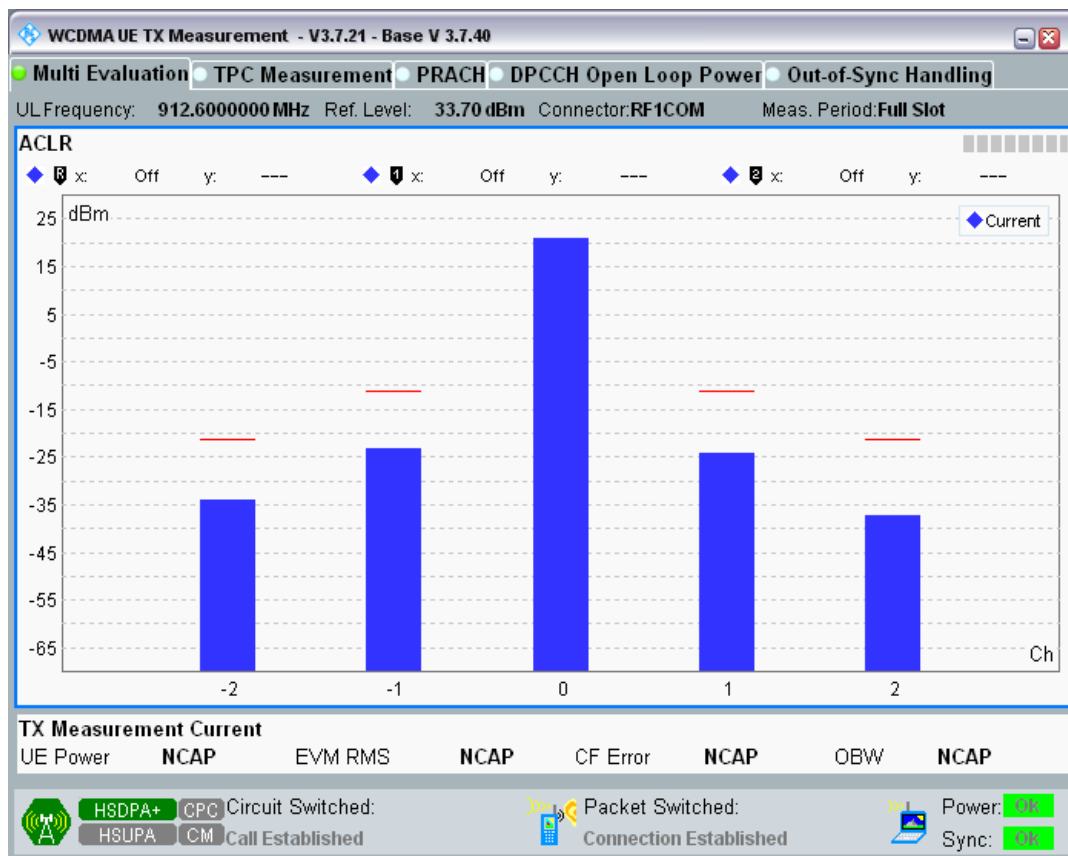 WCDMA UE TX Measurement - V3.7.21 - Base V 3.7.40
Multi Evaluation TPC Measurement PRACH DPCCH Open Loop Power Out-of-Sync Handling
UL Frequency: 912.6000000 MHz Ref. Level: 33.70 dBm Connector:RF1COM Meas. Period:Full Slot
ACLR
R x: Off y: --- 1 x: Off y: --- 2 x: Off y: ---
dBm
Current
25
15
5
-5
-15
-25
-35
-45
-55
-65
Ch
-2 -1 0 1 2
TX Measurement Current
UE Power NCAP EVM RMS NCAP CF Error NCAP OBW NCAP
HSDPA+ CPC Circuit Switched: Packet Switched: Power: OK
HSUPA CM Call Established Connection Established Sync: OK